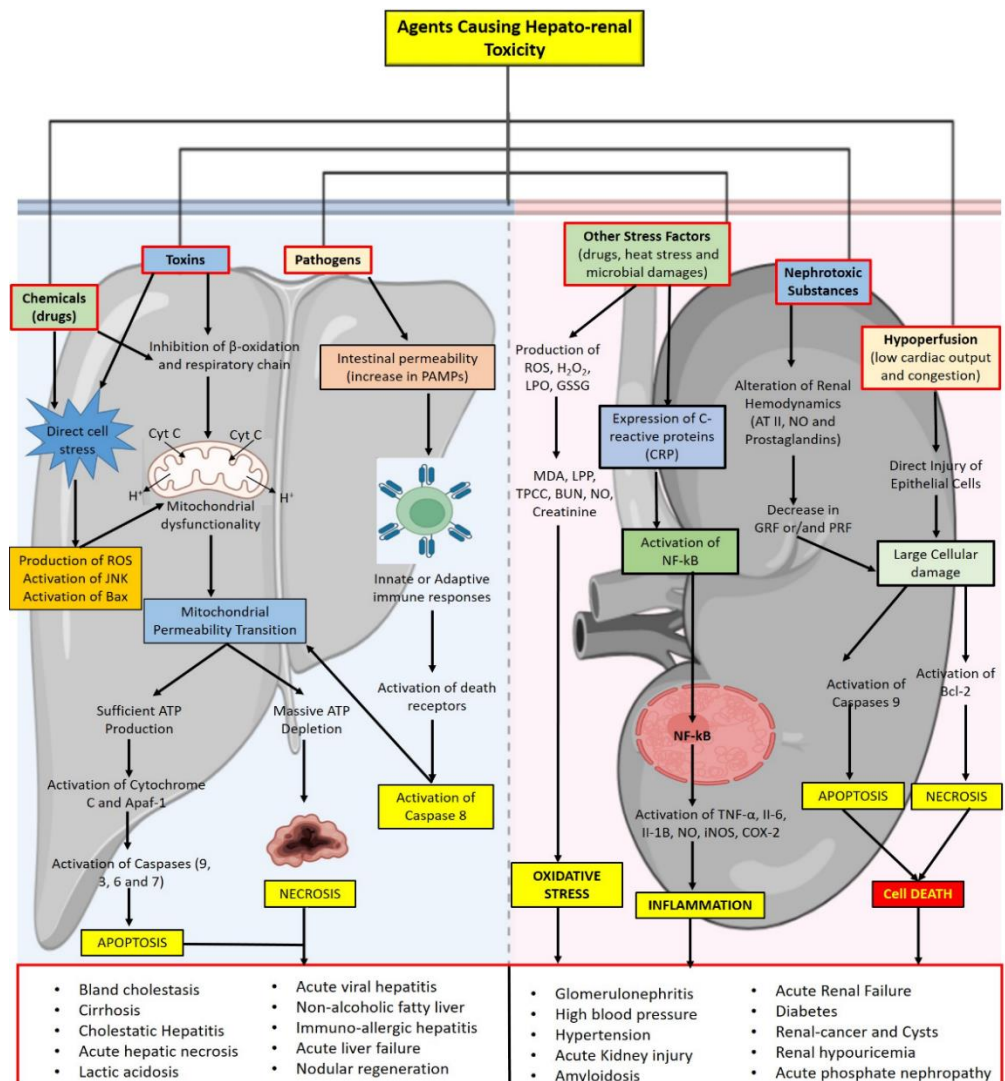 Agents Causing Hepato-renal
Toxicity
Chemicals
(drugs)
Toxins
Pathogens
Inhibition of β-oxidation
and respiratory chain
Intestinal permeability
(increase in PAMPs)
Direct cell
stress
Cyt C
Cyt C
H⁺
H⁺
Mitochondrial
dysfunctionality
Production of ROS
Activation of JNK
Activation of Bax
Innate or Adaptive
immune responses
Mitochondrial
Permeability Transition
Sufficient ATP
Production
Massive ATP
Depletion
Activation of death
receptors
Activation of Cytochrome
C and Apaf-1
Activation of
Caspase 8
Activation of Caspases (9,
3, 6 and 7)
NECROSIS
APOPTOSIS
Other Stress Factors
(drugs, heat stress and
microbial damages)
Nephrotoxic
Substances
Hypoperfusion
(low cardiac output
and congestion)
Production of
ROS, H₂O₂,
LPO, GSSG
Expression of C-
reactive proteins
(CRP)
Alteration of Renal
Hemodynamics
(AT II, NO and
Prostaglandins)
MDA, LPP,
TPCC, BUN, NO,
Creatinine
Direct Injury of
Epithelial Cells
Decrease in
GRF or/and PRF
Activation of
NF-kB
Large Cellular
damage
Activation of
Caspases 9
Activation of
Bcl-2
NF-kB
APOPTOSIS
NECROSIS
Activation of TNF-α, II-6,
II-1B, NO, iNOS, COX-2
OXIDATIVE
STRESS
INFLAMMATION
Cell DEATH
• Bland cholestasis
• Cirrhosis
• Cholestatic Hepatitis
• Acute hepatic necrosis
• Lactic acidosis
• Acute viral hepatitis
• Non-alcoholic fatty liver
• Immuno-allergic hepatitis
• Acute liver failure
• Nodular regeneration
• Glomerulonephritis
• High blood pressure
• Hypertension
• Acute Kidney injury
• Amyloidosis
• Acute Renal Failure
• Diabetes
• Renal-cancer and Cysts
• Renal hypouricemia
• Acute phosphate nephropathy